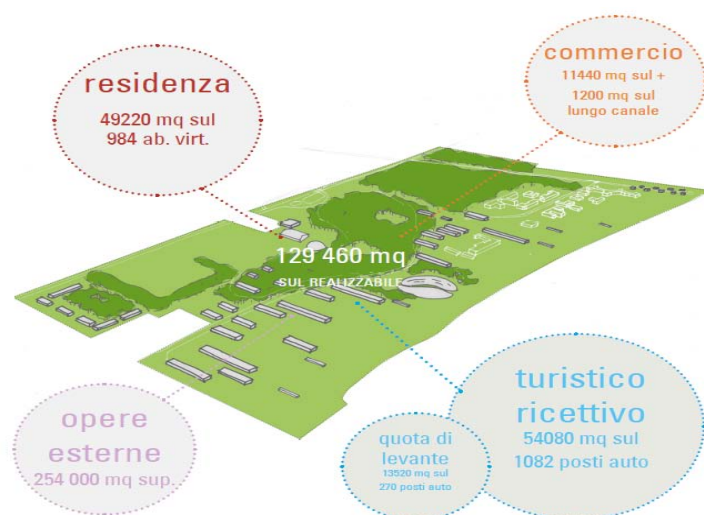 residenza
49220 mq sul
984 ab. virt.
commercio
11440 mq sul +
1200 mq sul
lungo canale
129 460 mq
SUL REALIZZABILE
opere
esterne
254 000 mq sup.
quota di
levante
13520 mq sul
270 posti auto
turistico
ricettivo
54080 mq sul
1082 posti auto